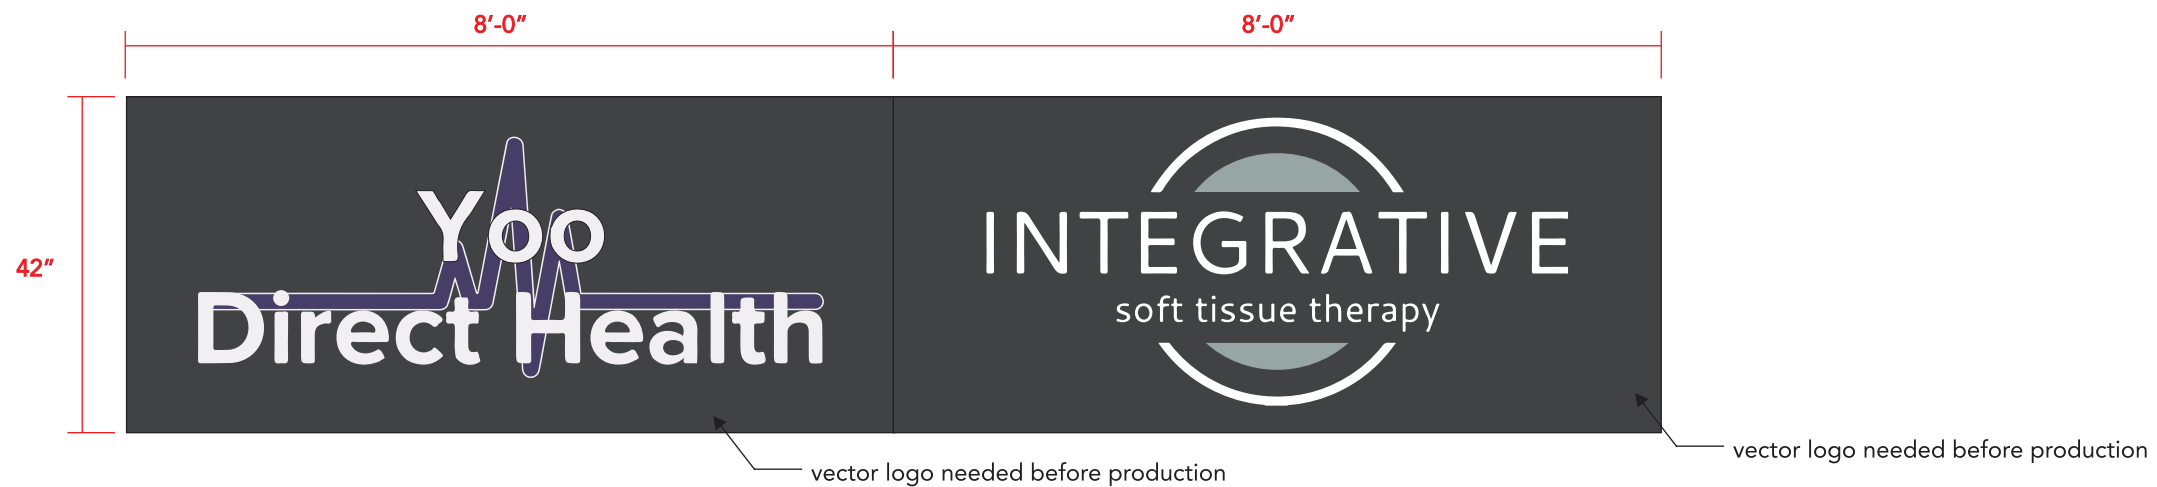 8’-0”
8’-0”
42”
Yoo
Direct Health
INTEGRATIVE
soft tissue therapy
vector logo needed before production
vector logo needed before production